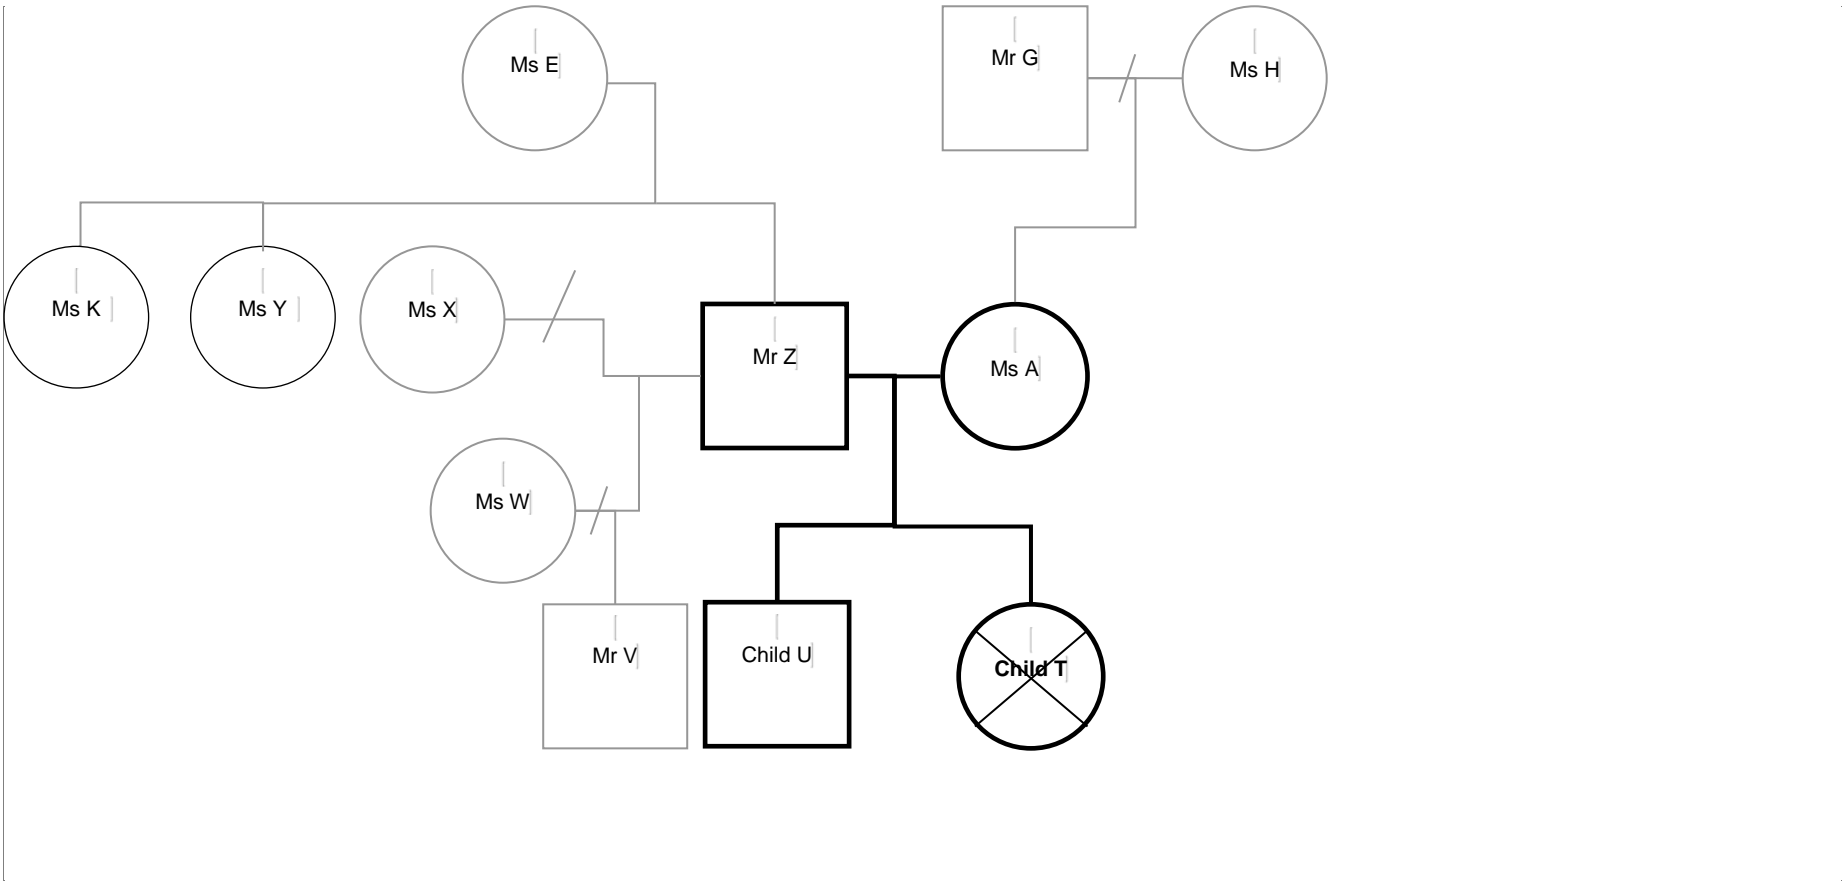 Ms E
Mr G
Ms H
Ms K
Ms Y
Ms X
Mr Z
Ms A
Ms W
Mr V
Child U
Child T